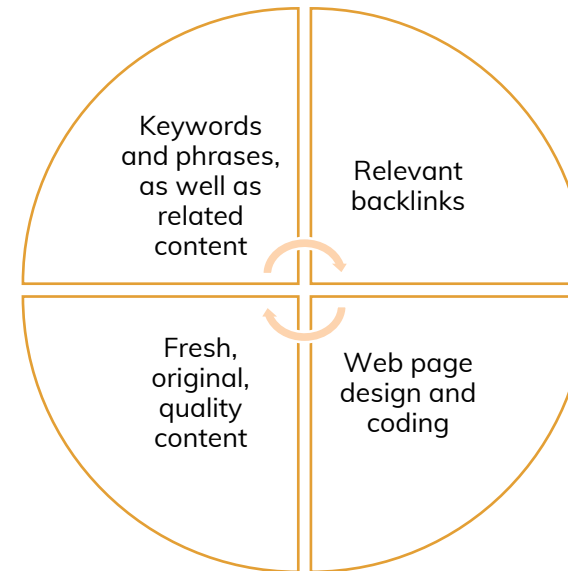 Keywords
and phrases,
as well as
related
content
Relevant
backlinks
Fresh,
original,
quality
content
Web page
design and
coding